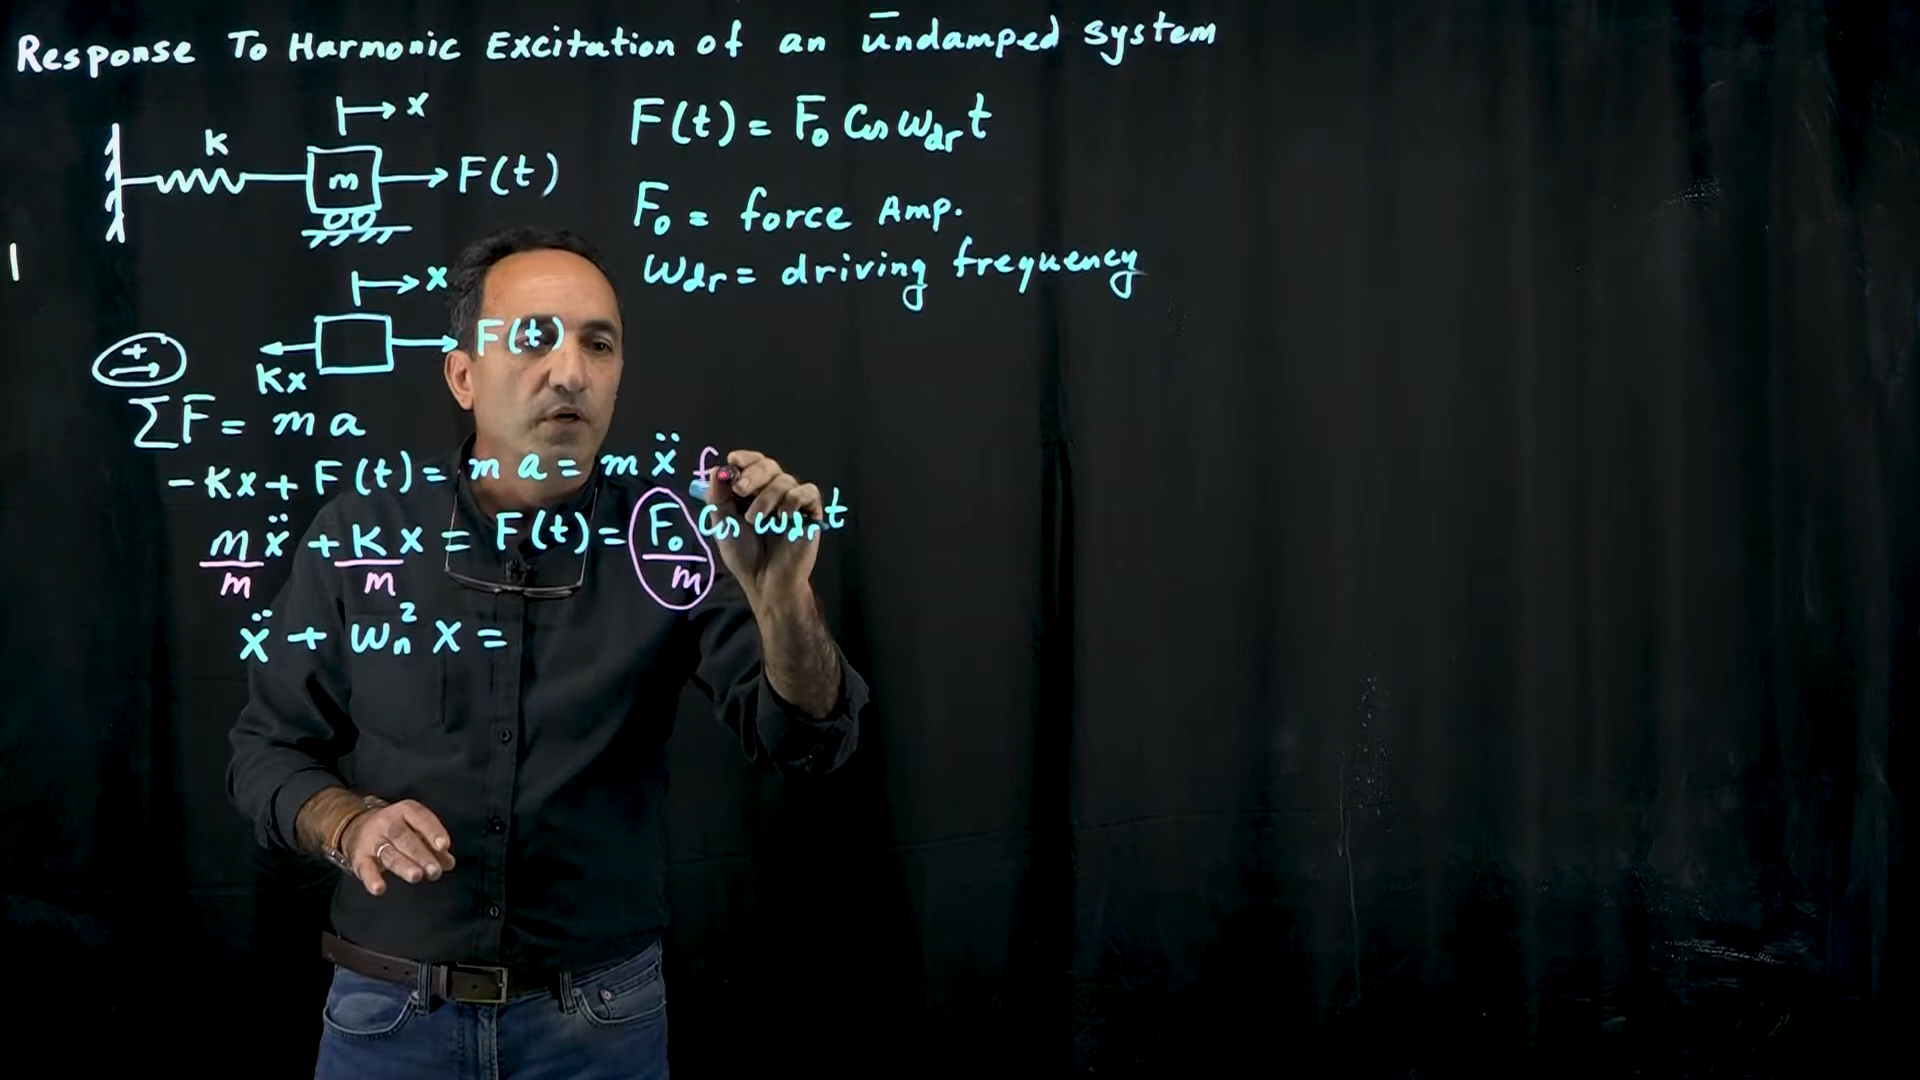 Response To Harmonic Excitation of an undamped system
x
K
m
F(t)
F(t) = F₀ Cos ω_dr t
F₀ = force Amp.
ω_dr = driving frequency
x
+
F(t)
Kx
ΣF = m a
-Kx + F(t) = m a = m ẍ
f
m ẍ + K x = F(t) = F₀ Cos ω_dr t
m m m
ẍ + ω_n² x =